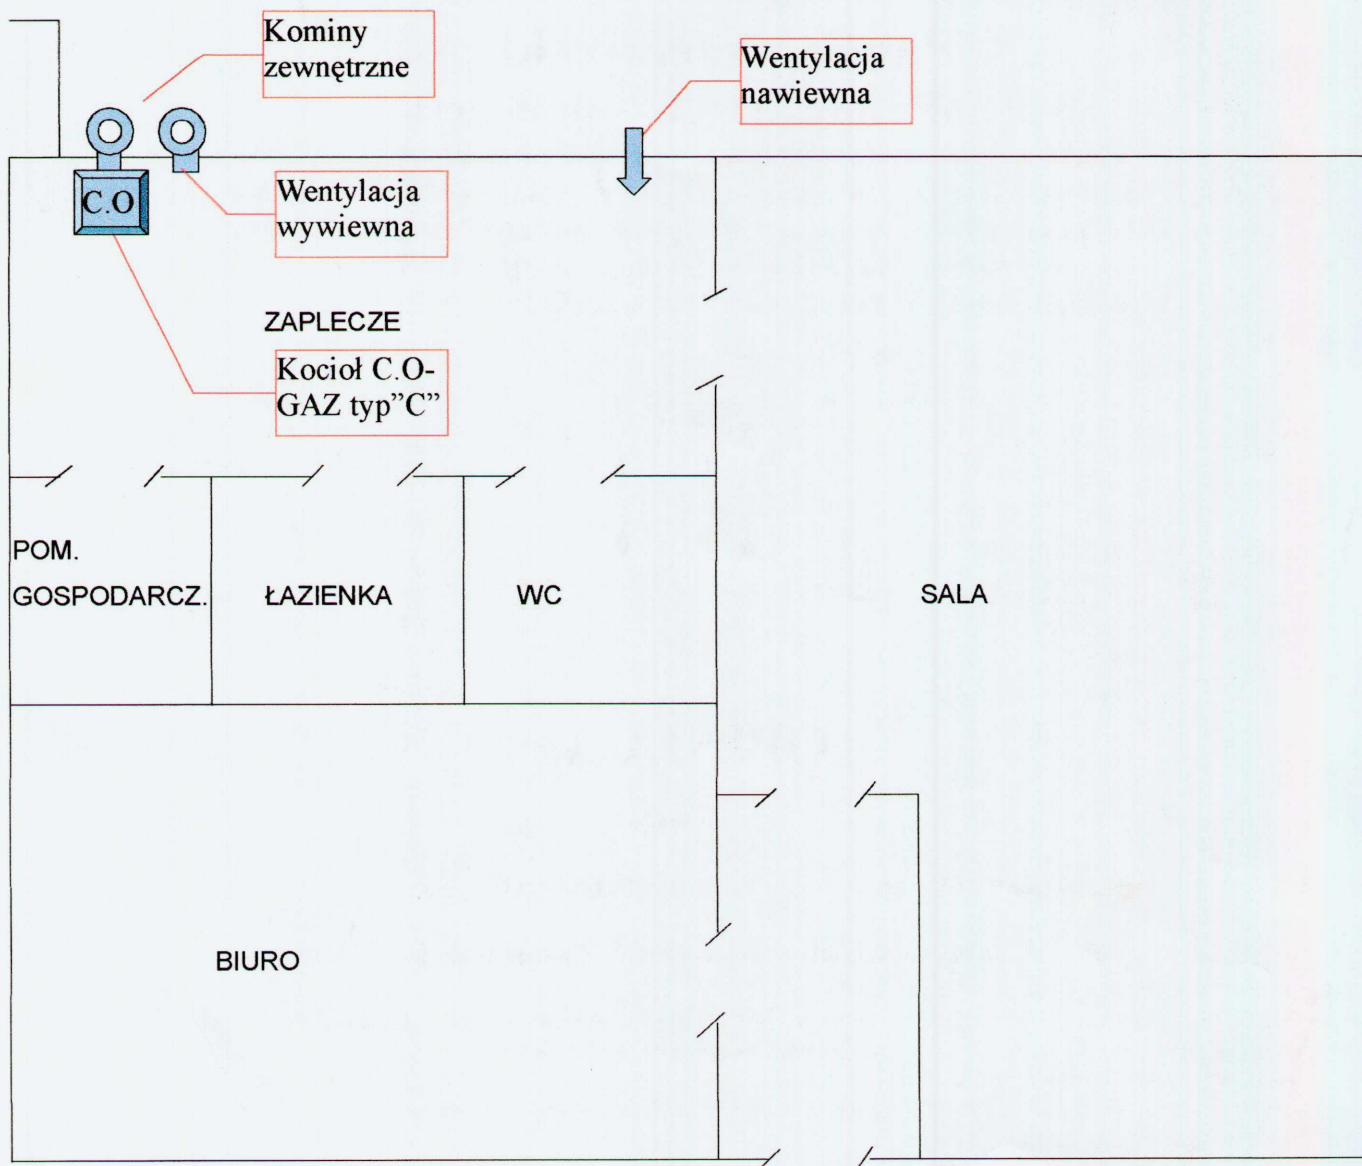 Kominy
zewnętrzne
Wentylacja
nawiewna
C.O
Wentylacja
wywiewna
ZAPLECZE
Kocioł C.O-
GAZ typ"C"
POM.
GOSPODARCZ.
ŁAZIENKA
WC
SALA
BIURO